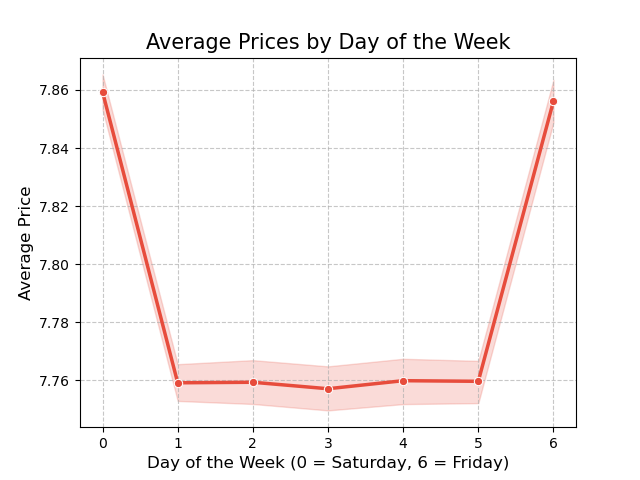 Average Prices by Day of the Week
7.86
7.84
7.82
7.80
7.78
7.76
Average Price
0 1 2 3 4 5 6
Day of the Week (0 = Saturday, 6 = Friday)